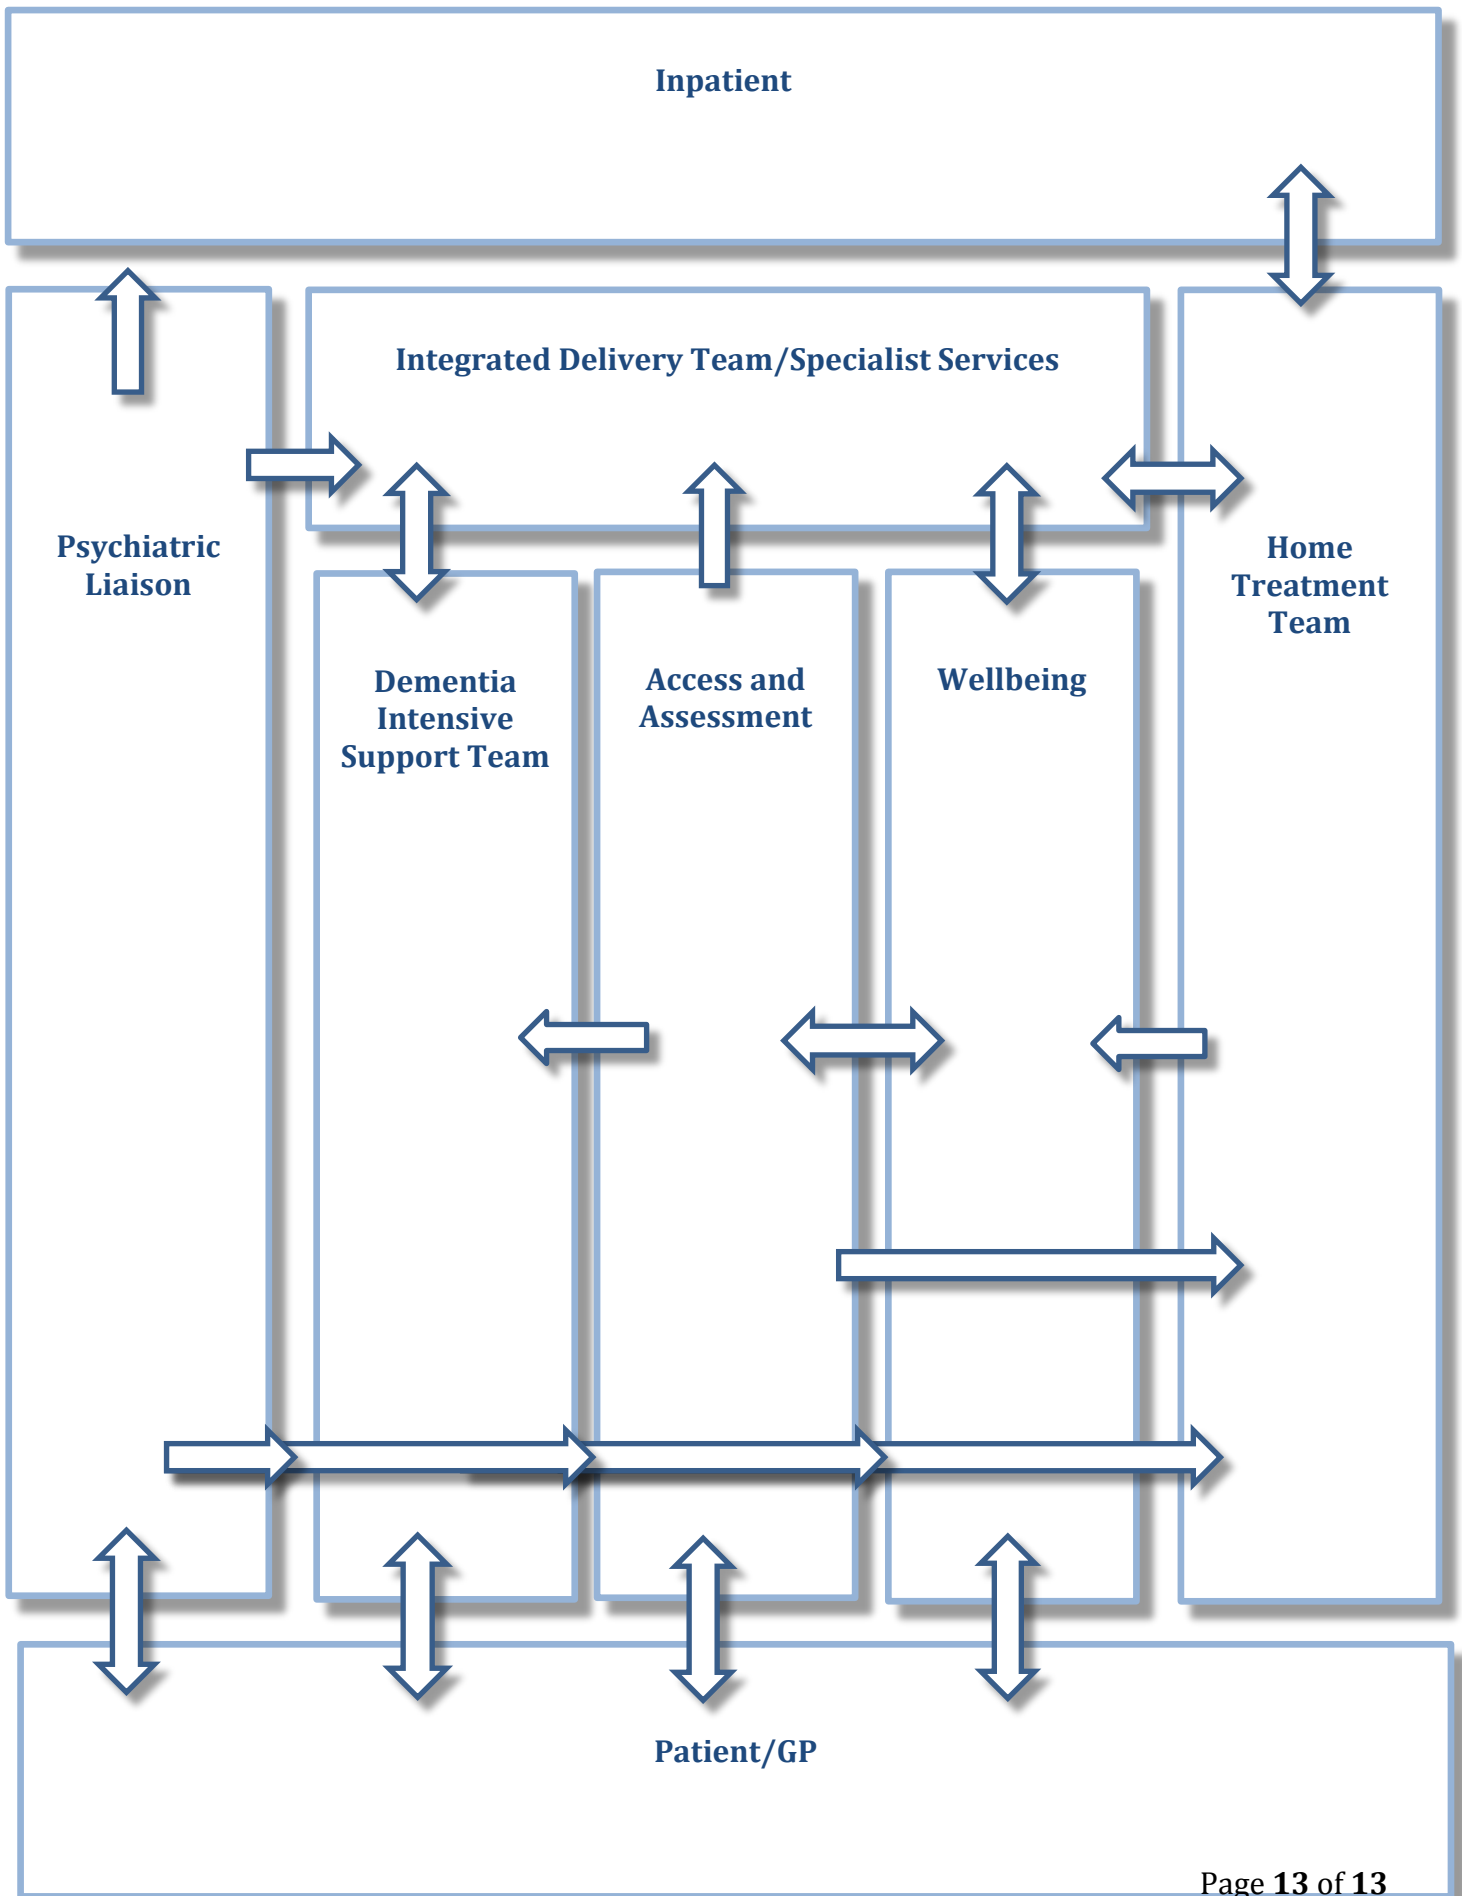 Inpatient
Integrated Delivery Team/Specialist Services
Psychiatric
Liaison
Home
Treatment
Team
Dementia
Intensive
Support Team
Access and
Assessment
Wellbeing
Patient/GP
Page 13 of 13